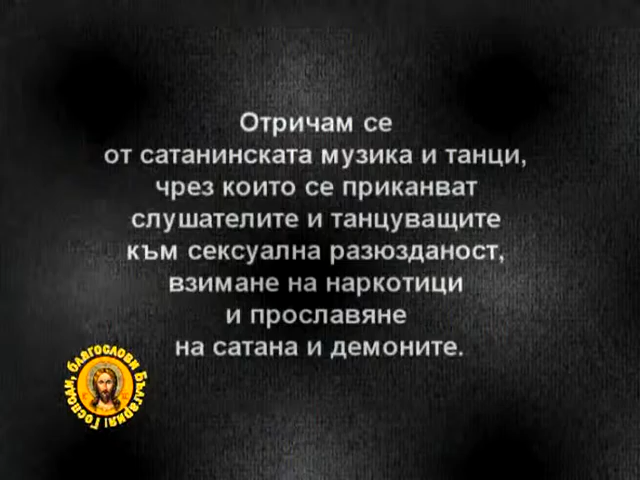 Отричам се
от сатанинската музика и танци,
чрез които се приканват
слушателите и танцуващите
към сексуална разюзданост,
взимане на наркотици
и прославяне
на сатана и демоните.
Господи, благослови България!